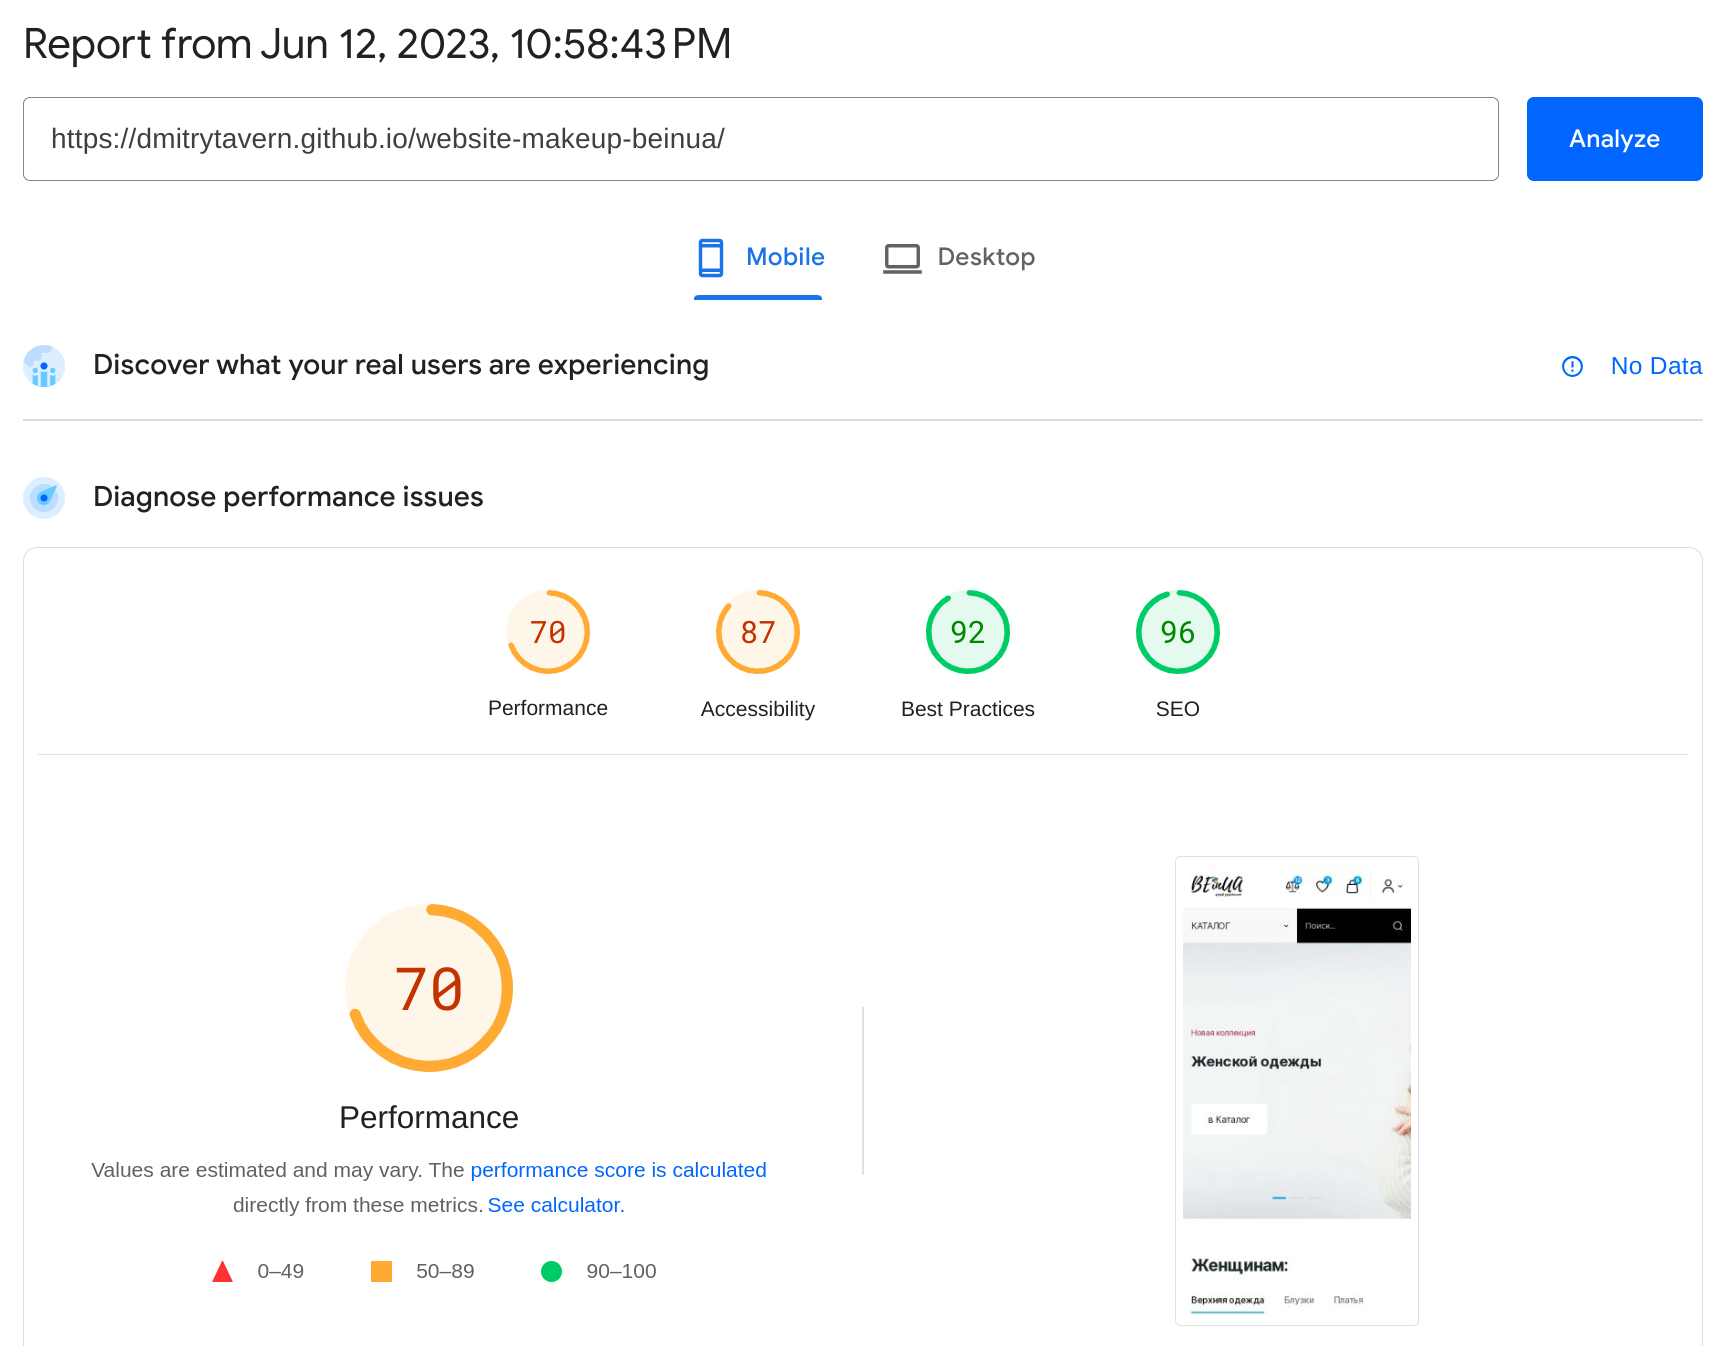 Report from Jun 12, 2023, 10:58:43 PM
https://dmitrytavern.github.io/website-makeup-beinua/
Analyze
Mobile
Desktop
Discover what your real users are experiencing
No Data
Diagnose performance issues
70
87
92
96
Performance
Accessibility
Best Practices
SEO
70
Performance
Values are estimated and may vary. The performance score is calculated
directly from these metrics. See calculator.
0–49
50–89
90–100
BEinUA
КАТАЛОГ
Поиск...
Новая коллекция
Женской одежды
в Каталог
Женщинам:
Верхняя одежда
Блузки
Платья